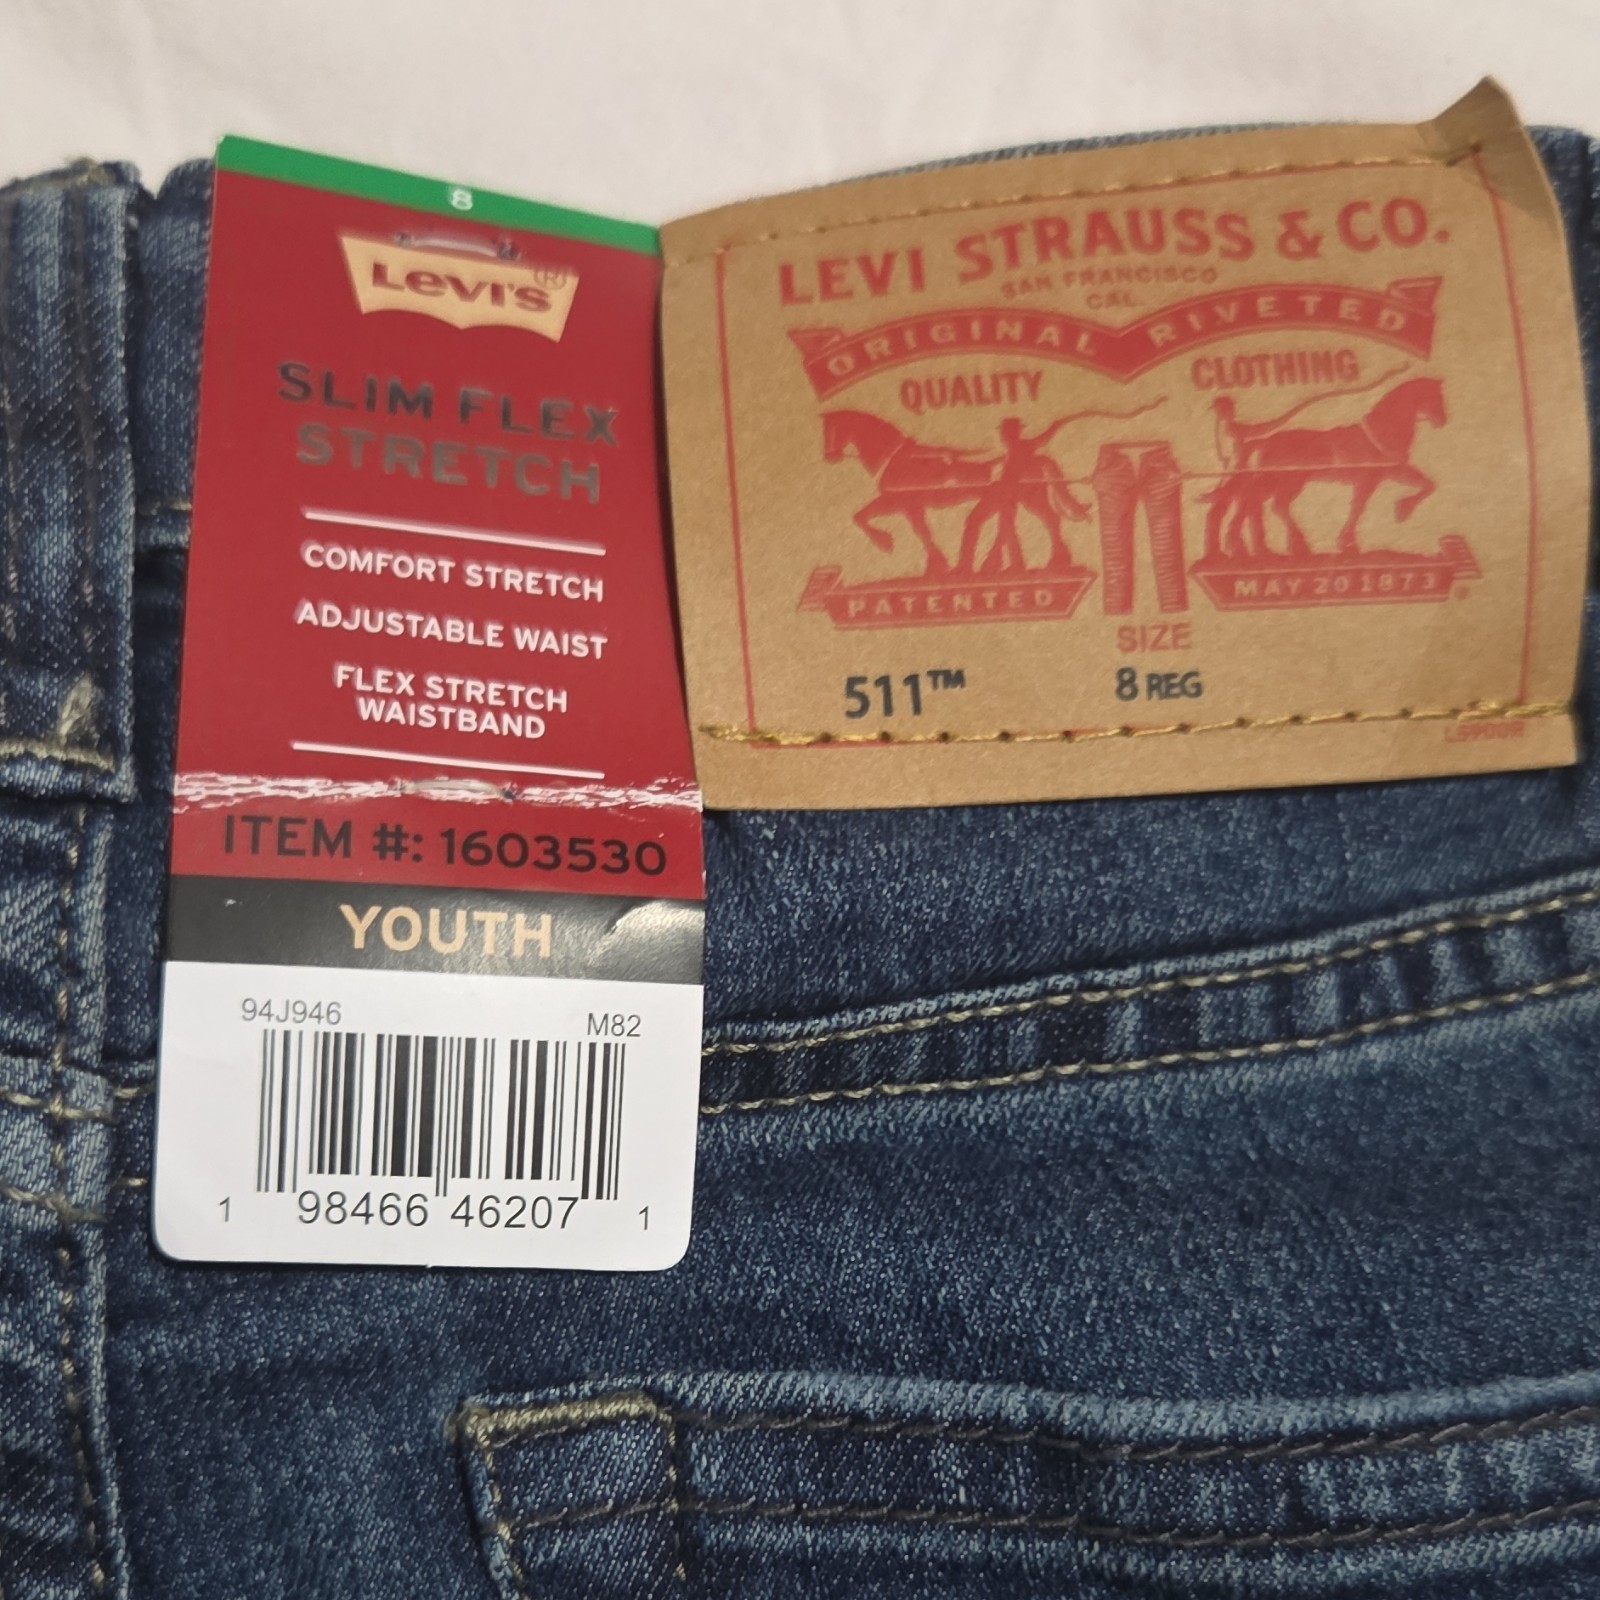 8
LEVI'S®
SLIM FLEX
STRETCH
COMFORT STRETCH
ADJUSTABLE WAIST
FLEX STRETCH
WAISTBAND
ITEM #: 1603530
YOUTH
94J946 M82
1 98466 46207 1
LEVI STRAUSS & CO.
SAN FRANCISCO
CAL.
ORIGINAL RIVETED
QUALITY CLOTHING
PATENTED MAY 20 1873
SIZE
511™ 8 REG